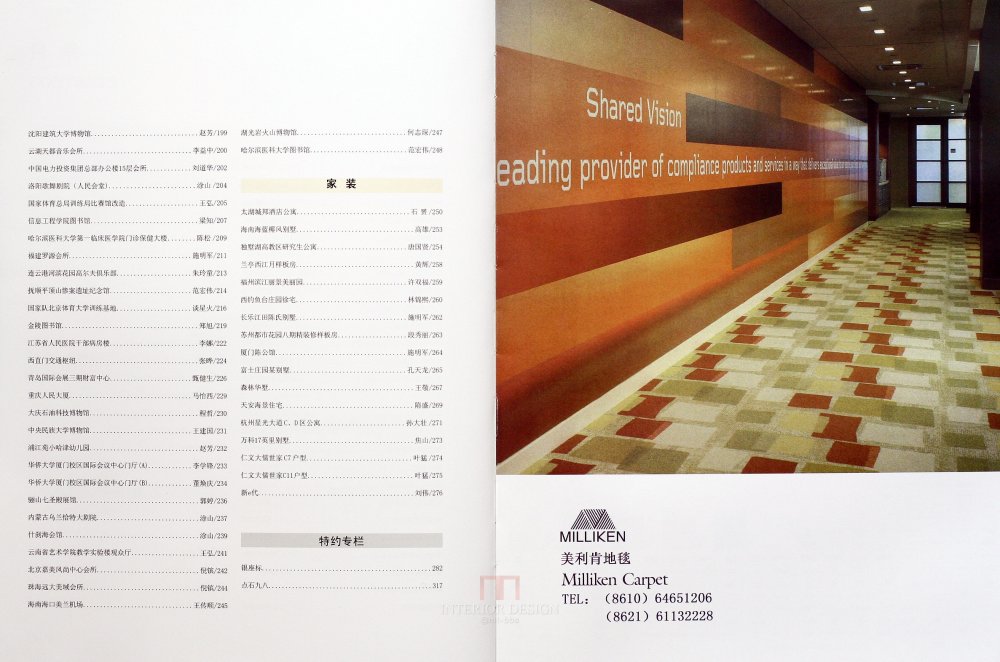 沈阳建筑大学博物馆 赵芳/199
云湖天都音乐会所 李益中/200
中国电力投资集团总部办公楼15层会所 刘道华/202
洛阳歌舞剧院（人民会堂） 涂山/204
国家体育总局训练局比赛馆改造 王弘/205
信息工程学院图书馆 梁知/207
哈尔滨医科大学第一临床医学院门诊保健大楼 陈松/209
福建罗源会所 施明军/211
连云港河滨花园高尔夫俱乐部 朱玲童/213
抚顺平顶山惨案遗址纪念馆 范宏伟/214
国家队北京体育大学训练基地 谈星火/216
金陵图书馆 郑旭/219
江苏省人民医院干部病房楼 李娜/222
西直门交通枢纽 张晔/224
青岛国际会展三期财富中心 甄健生/226
重庆人民大厦 马怡西/229
大庆石油科技博物馆 程哲/230
中央民族大学博物馆 王建国/231
浦江亮小哈津幼儿园 赵芳/232
华侨大学厦门校区国际会议中心门厅(A) 李学锋/233
华侨大学厦门校区国际会议中心门厅(B) 董焕庆/234
骊山七圣殿展馆 郭婷/236
内蒙古乌兰恰特大剧院 涂山/237
什刹海会馆 涂山/239
云南省艺术学院教学实验楼观众厅 王弘/241
北京嘉美风尚中心会所 倪镔/242
珠海远大美域会所 倪镔/244
海南海口美兰机场 王传顺/245
湖光岩火山博物馆 何志琛/247
哈尔滨医科大学图书馆 范宏伟/248
家 装
太湖城邦酒店公寓 石赟/250
海南海蓝椰风别墅 高雄/253
独墅湖高教区研究生公寓 唐国贤/254
兰亭西江月样板房 黄辉/258
福州滨江丽景美丽园 许双福/259
西钓鱼台庄园徐宅 林锦熙/260
长乐江田陈氏别墅 施明军/262
苏州都市花园八期精装修样板房 段秀丽/263
厦门陈公馆 施明军/264
富士庄园某别墅 孔天龙/265
森林华墅 王敬/267
天安海景住宅 陈盛/269
杭州星光大道C、D区公寓 孙大壮/271
万科17英里别墅 焦山/273
仁文大儒世家C7户型 叶猛/274
仁文大儒世家C11户型 叶猛/275
新e代 刘伟/276
特约专栏
银座标 282
点石九八 317
Shared Vision
eading provider of compliance products and services in a way that delivers
MILLIKEN
美利肯地毯
Milliken Carpet
TEL: （8610）64651206
（8621）61132228
INTERIOR DESIGN